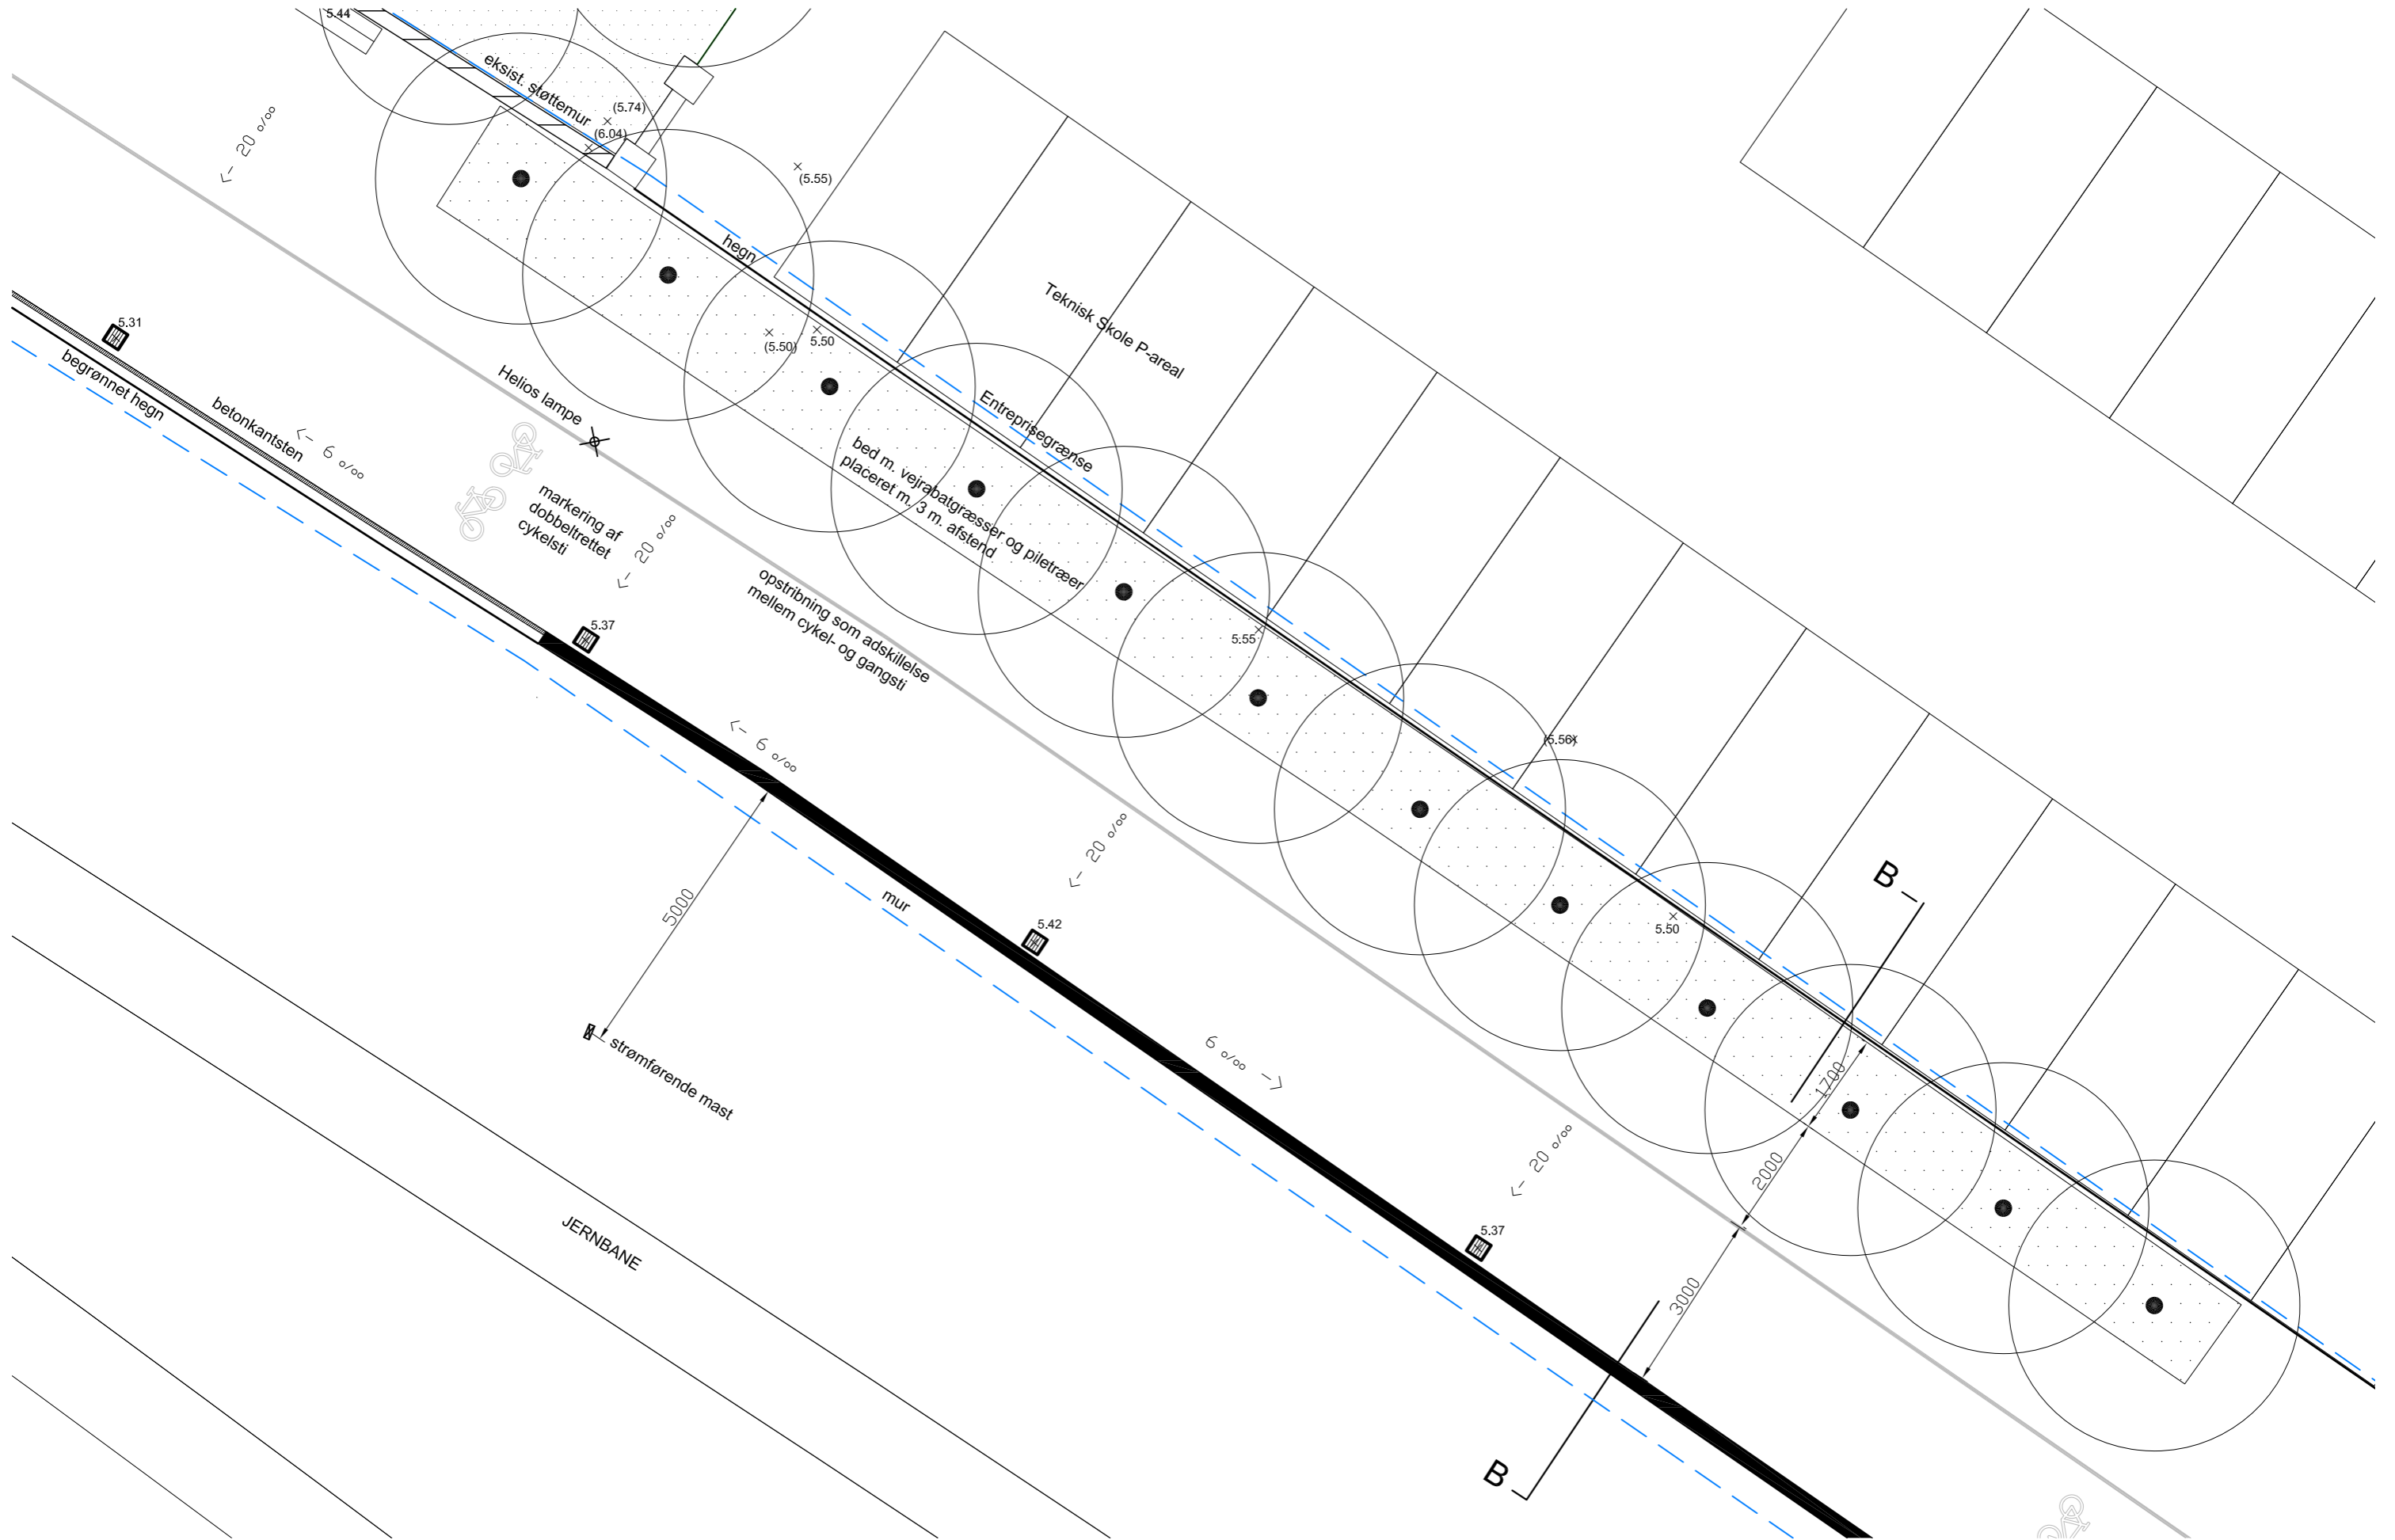 5.44
eksist. støttemur
(5.74)
(6.04)
<- 20 o/oo
(5.55)
hegn
Teknisk Skole P-areal
5.31
begrønnet hegn
betonkantsten
<- 6 o/oo
Helios lampe
(5.50)
5.50
Entreprisegrænse
bed m. vejrabatgræsser og piletræer
placeret m. 3 m. afstend
markering af
dobbeltrettet
cykelsti
<- 20 o/oo
opstribning som adskillelse
mellem cykel- og gangsti
5.37
5.55
(5.56)
<- 6 o/oo
5000
mur
<- 20 o/oo
5.42
B
5.50
strømførende mast
6 o/oo ->
1700
<- 20 o/oo
2000
JERNBANE
5.37
3000
B